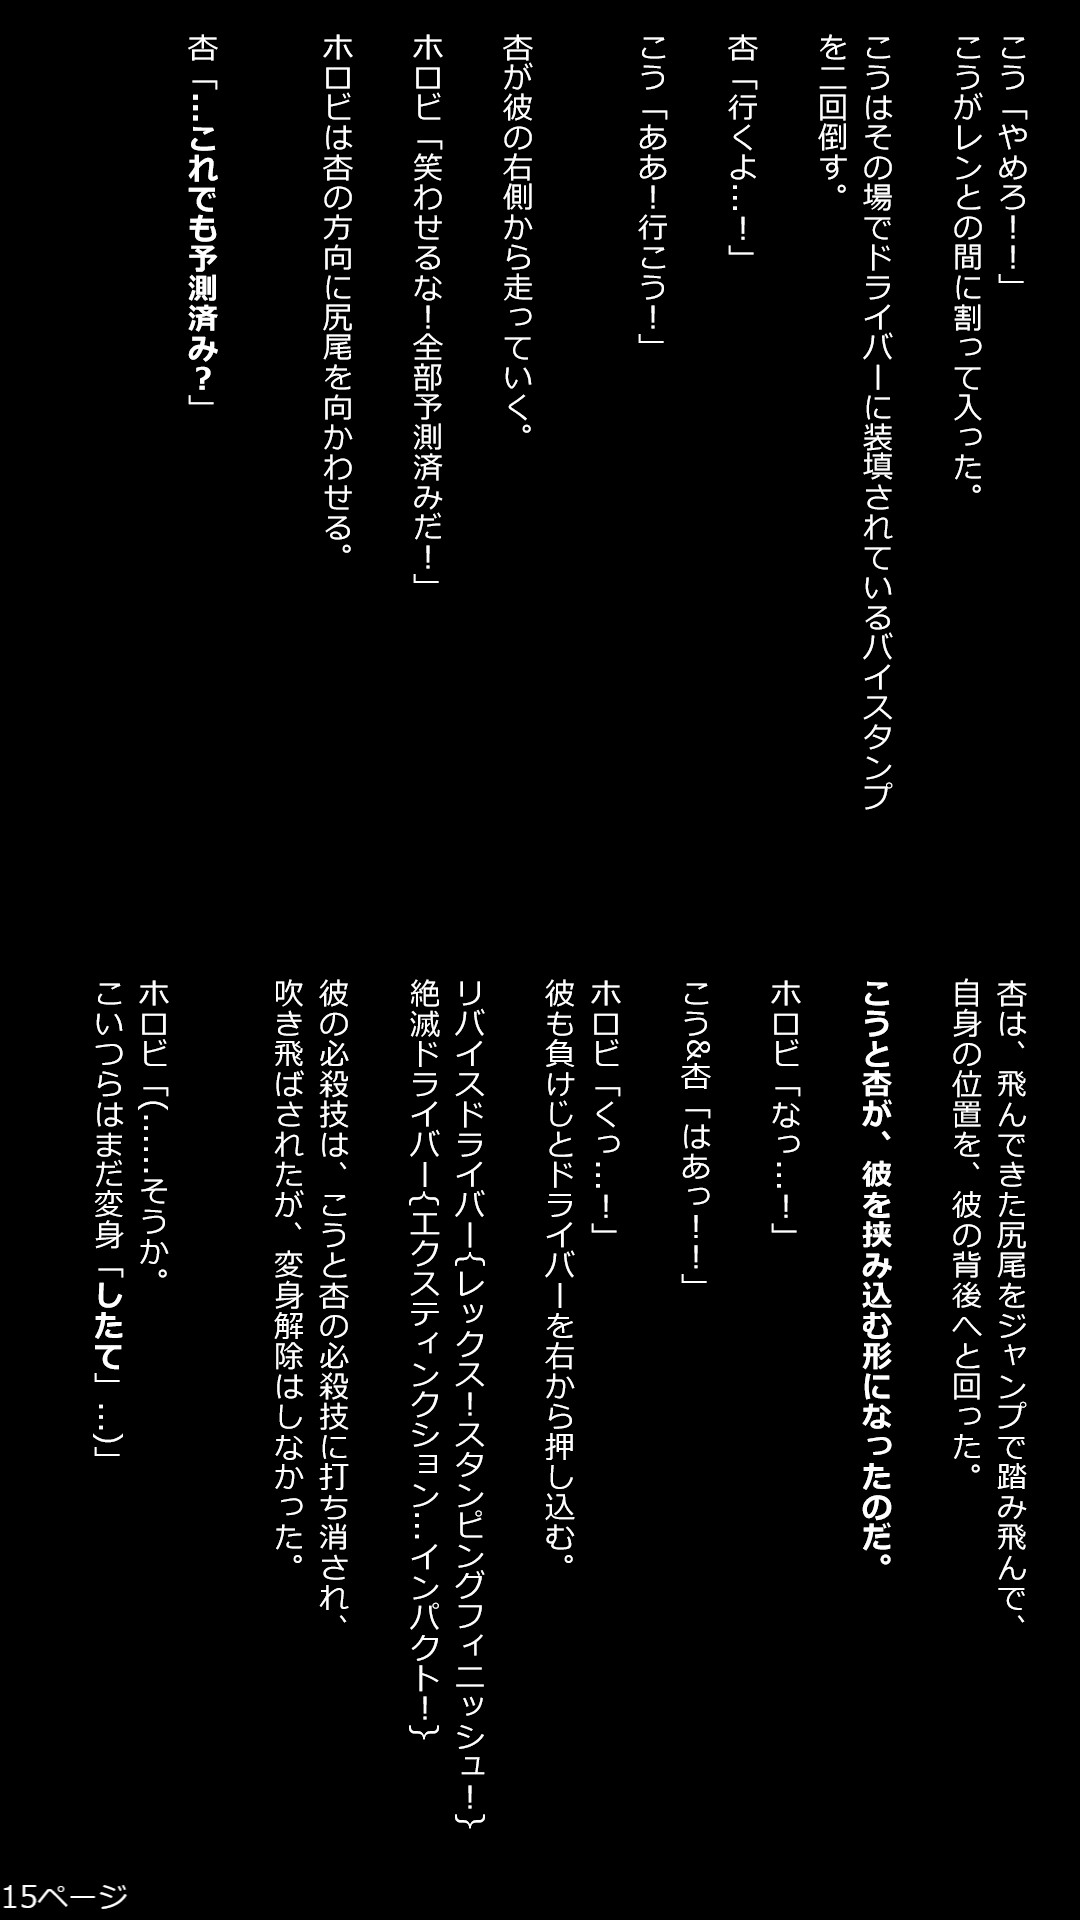 こう「やめろ！！」
こうがレンとの間に割って入った。
こうはその場でドライバーに装填されているバイスタンプ
を二回倒す。
杏「行くよ…！」
こう「ああ！行こう！」
杏が彼の右側から走っていく。
ホロビ「笑わせるな！全部予測済みだ！」
ホロビは杏の方向に尻尾を向かわせる。
杏「…これでも予測済み？」
杏は、飛んできた尻尾をジャンプで踏み飛んで、
自身の位置を、彼の背後へと回った。
こうと杏が、彼を挟み込む形になったのだ。
ホロビ「なっ…！」
こう&杏「はあっ！！」
ホロビ「くっ…！」
彼も負けじとドライバーを右から押し込む。
リバイスドライバー{レックス！スタンピングフィニッシュ！}
絶滅ドライバー{エクスティンクション…インパクト！}
彼の必殺技は、こうと杏の必殺技に打ち消され、
吹き飛ばされたが、変身解除はしなかった。
ホロビ「(……そうか。
こいつらはまだ変身「したて」…)」
15ページ